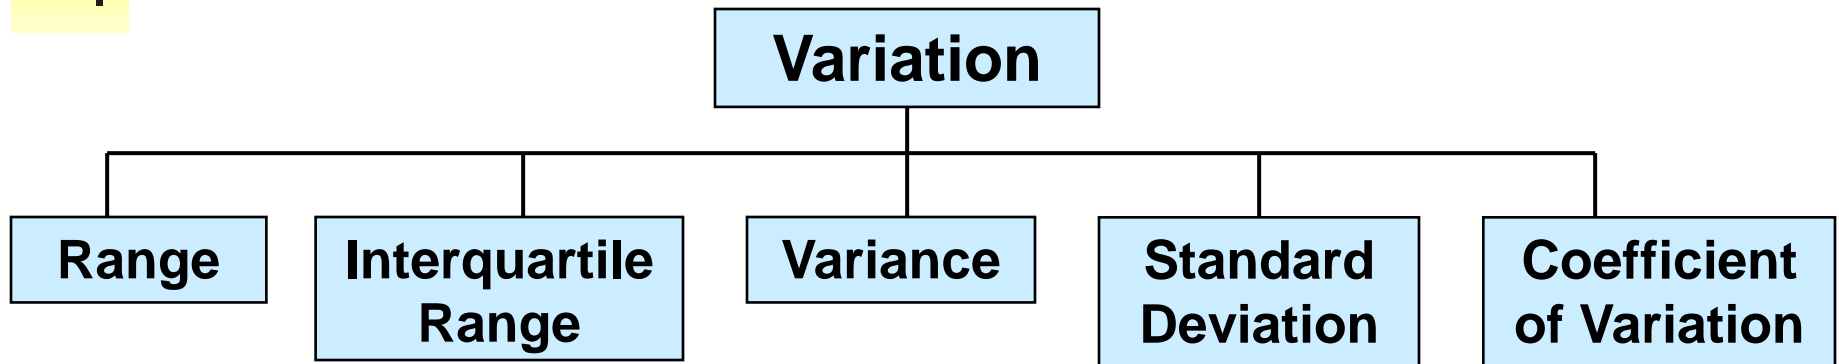 Variation
Range
Interquartile
Range
Variance
Standard
Deviation
Coefficient
of Variation